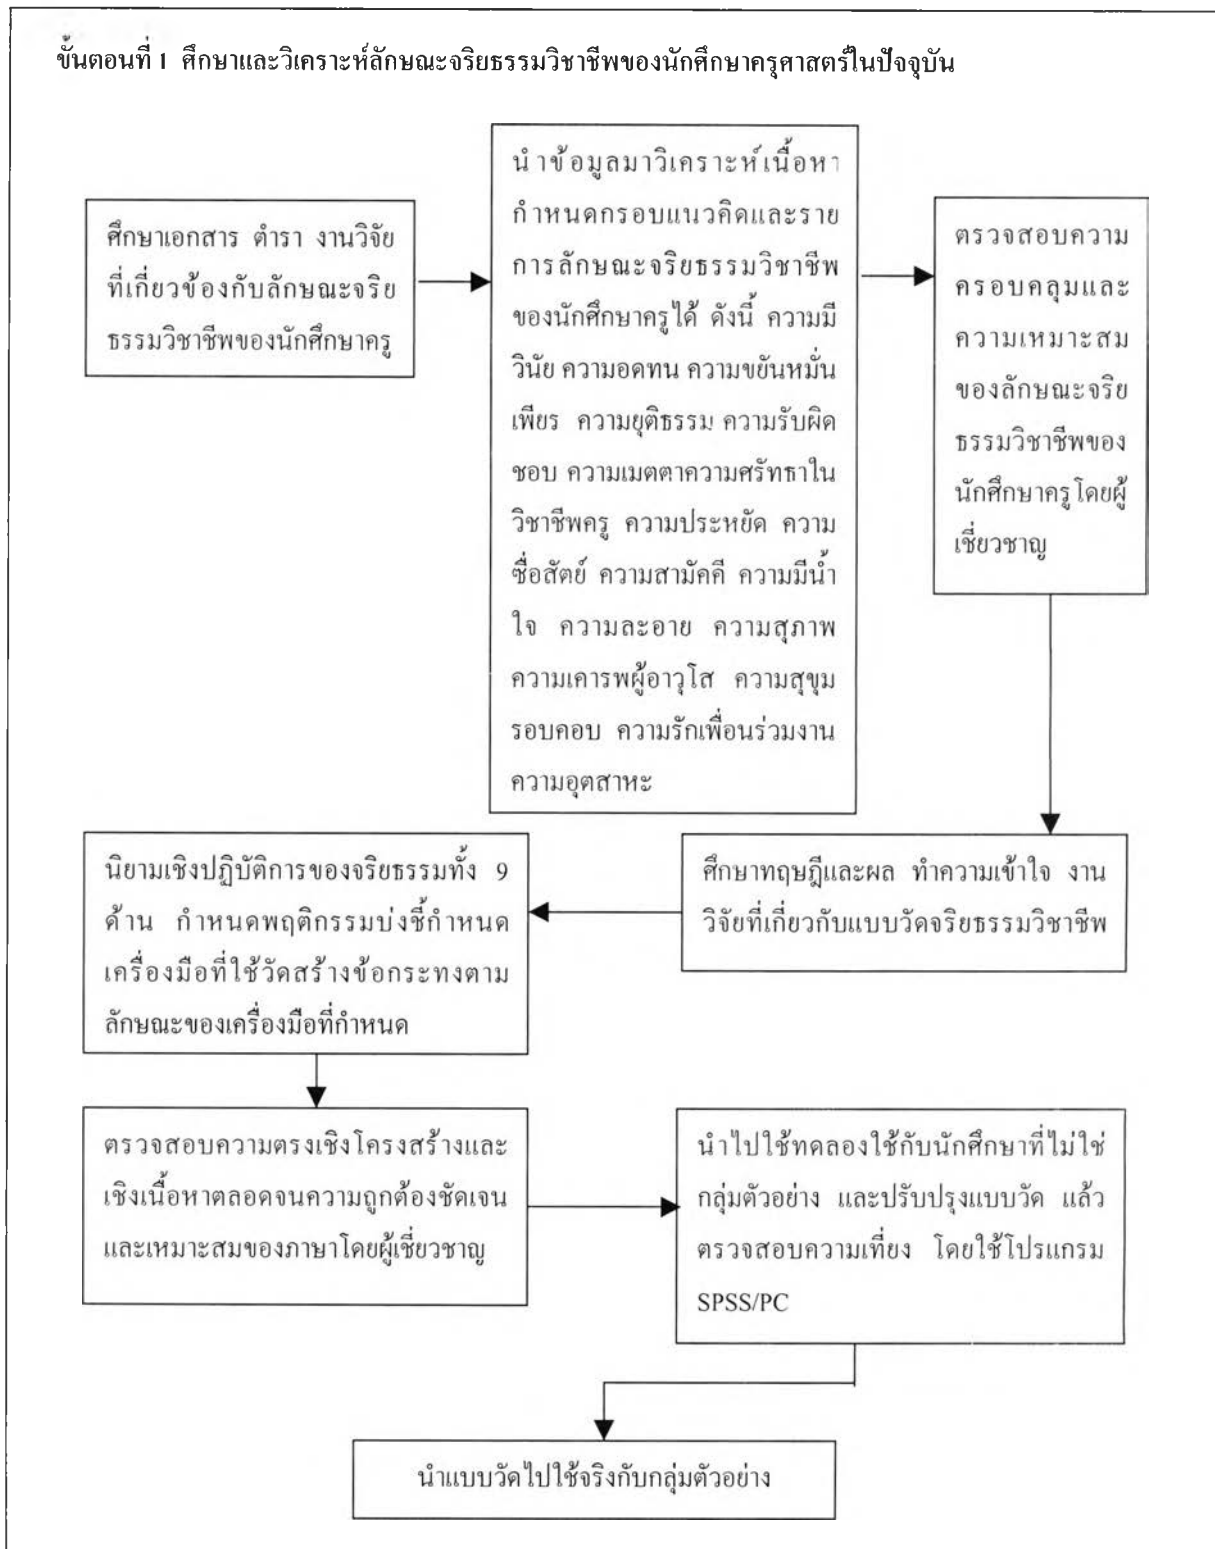 ขั้นตอนที่ 1 ศึกษาและวิเคราะห์ลักษณะจริยธรรมวิชาชีพของนักศึกษาครุศาสตร์ในปัจจุบัน
ศึกษาเอกสาร ตำรา งานวิจัย
ที่เกี่ยวข้องกับลักษณะจริย
ธรรมวิชาชีพของนักศึกษาครู
นำข้อมูลมาวิเคราะห์เนื้อหา
กำหนดกรอบแนวคิดและราย
การลักษณะจริยธรรมวิชาชีพ
ของนักศึกษาครูได้ ดังนี้ ความมี
วินัย ความอดทน ความขยันหมั่น
เพียร ความยุติธรรม ความรับผิด
ชอบ ความเมตตาความศรัทธาใน
วิชาชีพครู ความประหยัด ความ
ซื่อสัตย์ ความสามัคคี ความมีน้ำ
ใจ ความละอาย ความสุภาพ
ความเคารพผู้อาวุโส ความสุขุม
รอบคอบ ความรักเพื่อนร่วมงาน
ความอุตสาหะ
ตรวจสอบความ
ครอบคลุมและ
ความเหมาะสม
ของลักษณะจริย
ธรรมวิชาชีพของ
นักศึกษาครูโดยผู้
เชี่ยวชาญ
ศึกษาทฤษฎีและผล ทำความเข้าใจ งาน
วิจัยที่เกี่ยวกับแบบวัดจริยธรรมวิชาชีพ
นิยามเชิงปฏิบัติการของจริยธรรมทั้ง 9
ด้าน กำหนดพฤติกรรมบ่งชี้กำหนด
เครื่องมือที่ใช้วัดสร้างข้อกระทงตาม
ลักษณะของเครื่องมือที่กำหนด
ตรวจสอบความตรงเชิงโครงสร้างและ
เชิงเนื้อหาตลอดจนความถูกต้องชัดเจน
และเหมาะสมของภาษาโดยผู้เชี่ยวชาญ
นำไปใช้ทดลองใช้กับนักศึกษาที่ไม่ใช่
กลุ่มตัวอย่าง และปรับปรุงแบบวัด แล้ว
ตรวจสอบความเที่ยง โดยใช้โปรแกรม
SPSS/PC
นำแบบวัดไปใช้จริงกับกลุ่มตัวอย่าง